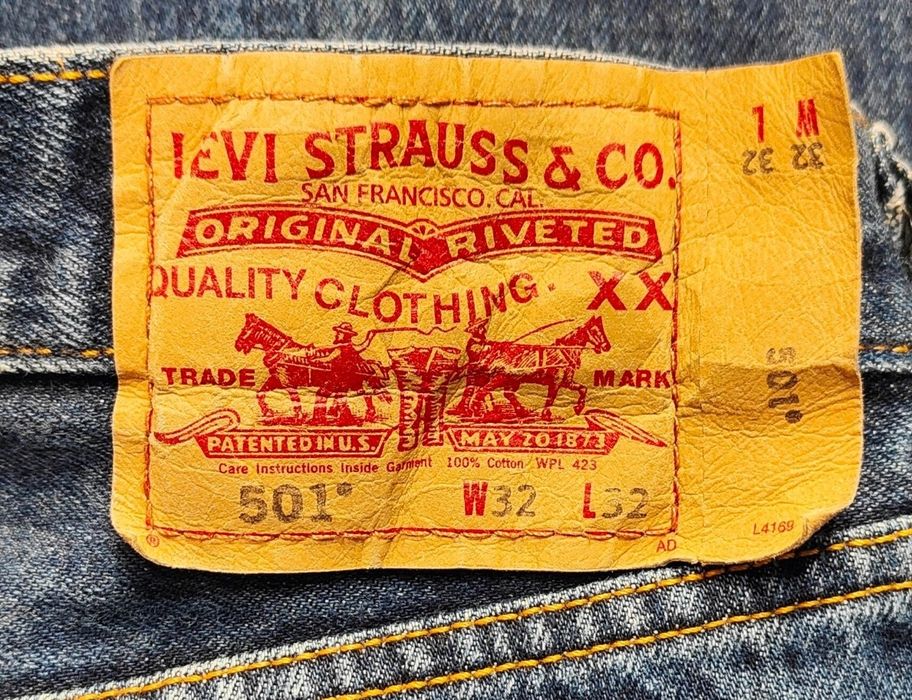 LEVI STRAUSS & CO.
SAN FRANCISCO, CAL.
ORIGINAL RIVETED
QUALITY CLOTHING. XX
TRADE MARK
PATENTED IN U.S. MAY 20 1873
Care Instructions Inside Garment 100% Cotton WPL 423
501® W32 L32
® AD
L M
32 32
501®
L4169